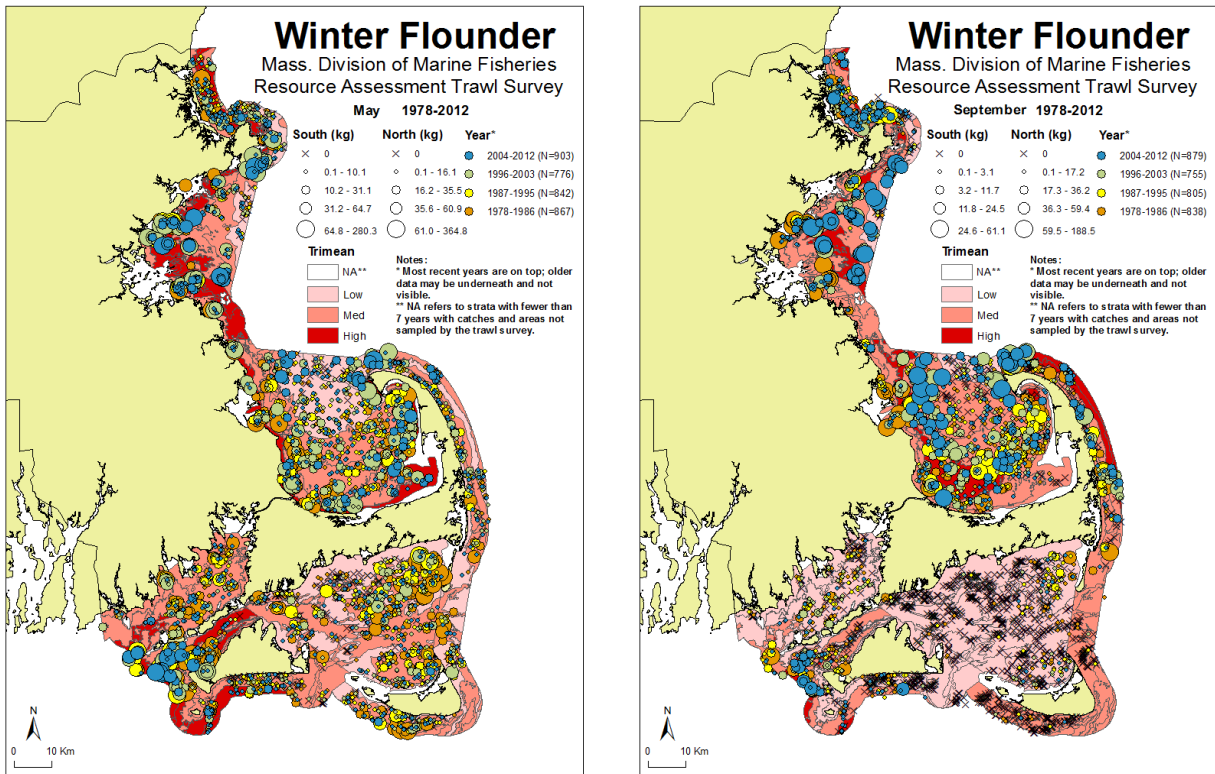 Winter Flounder
Mass. Division of Marine Fisheries
Resource Assessment Trawl Survey
May 1978-2012
South (kg) North (kg) Year*
0 0 2004-2012 (N=903)
0.1 - 10.1 0.1 - 16.1 1996-2003 (N=776)
10.2 - 31.1 16.2 - 35.5 1987-1995 (N=842)
31.2 - 64.7 35.6 - 60.9 1978-1986 (N=867)
64.8 - 280.3 61.0 - 364.8
Trimean
NA**
Low
Med
High
Notes:
* Most recent years are on top; older
data may be underneath and not
visible.
** NA refers to strata with fewer than
7 years with catches and areas not
sampled by the trawl survey.
N
0 10 Km
Winter Flounder
Mass. Division of Marine Fisheries
Resource Assessment Trawl Survey
September 1978-2012
South (kg) North (kg) Year*
0 0 2004-2012 (N=879)
0.1 - 3.1 0.1 - 17.2 1996-2003 (N=755)
3.2 - 11.7 17.3 - 36.2 1987-1995 (N=805)
11.8 - 24.5 36.3 - 59.4 1978-1986 (N=838)
24.6 - 61.1 59.5 - 188.5
Trimean
NA**
Low
Med
High
Notes:
* Most recent years are on top; older
data may be underneath and not
visible.
** NA refers to strata with fewer than
7 years with catches and areas not
sampled by the trawl survey.
N
0 10 Km